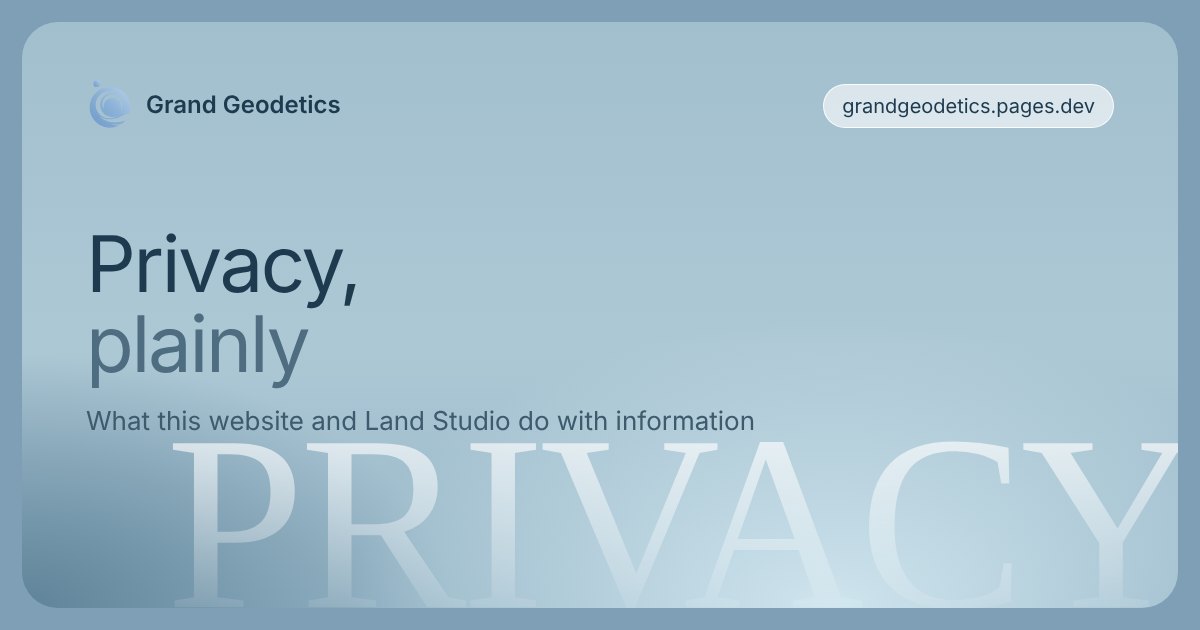 Grand Geodetics
grandgeodetics.pages.dev
Privacy,
plainly
What this website and Land Studio do with information
PRIVACY